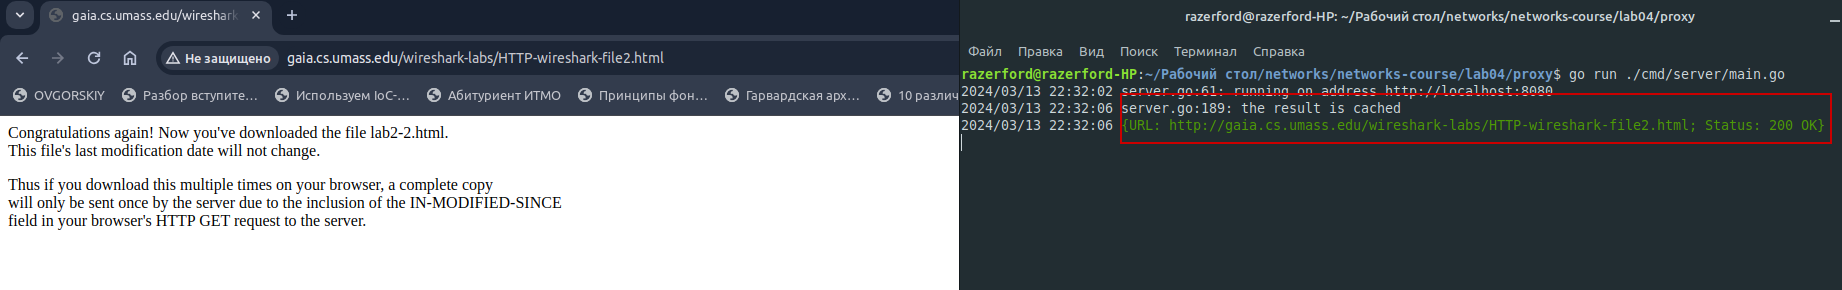 gaia.cs.umass.edu/wireshark
Не защищено gaia.cs.umass.edu/wireshark-labs/HTTP-wireshark-file2.html
OVGORSKIY Разбор вступите... Используем IoC-... Абитуриент ИТМО Принципы фон... Гарвардская арх... 10 различ
Congratulations again! Now you've downloaded the file lab2-2.html.
This file's last modification date will not change.
Thus if you download this multiple times on your browser, a complete copy
will only be sent once by the server due to the inclusion of the IN-MODIFIED-SINCE
field in your browser's HTTP GET request to the server.
razerford@razerford-HP: ~/Рабочий стол/networks/networks-course/lab04/proxy
Файл Правка Вид Поиск Терминал Справка
razerford@razerford-HP:~/Рабочий стол/networks/networks-course/lab04/proxy$ go run ./cmd/server/main.go
2024/03/13 22:32:02 server.go:61: running on address http://localhost:8080
2024/03/13 22:32:06 server.go:189: the result is cached
2024/03/13 22:32:06 {URL: http://gaia.cs.umass.edu/wireshark-labs/HTTP-wireshark-file2.html; Status: 200 OK}